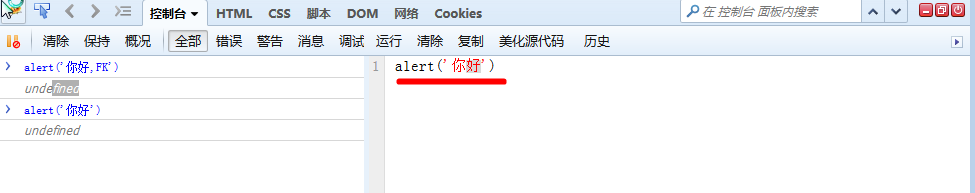 控制台 HTML CSS 脚本 DOM 网络 Cookies 在 控制台 面板内搜索
清除 保持 概况 全部 错误 警告 消息 调试 运行 清除 复制 美化源代码 历史
alert('你好,FK')
undefined
alert('你好')
undefined
1 alert('你好')